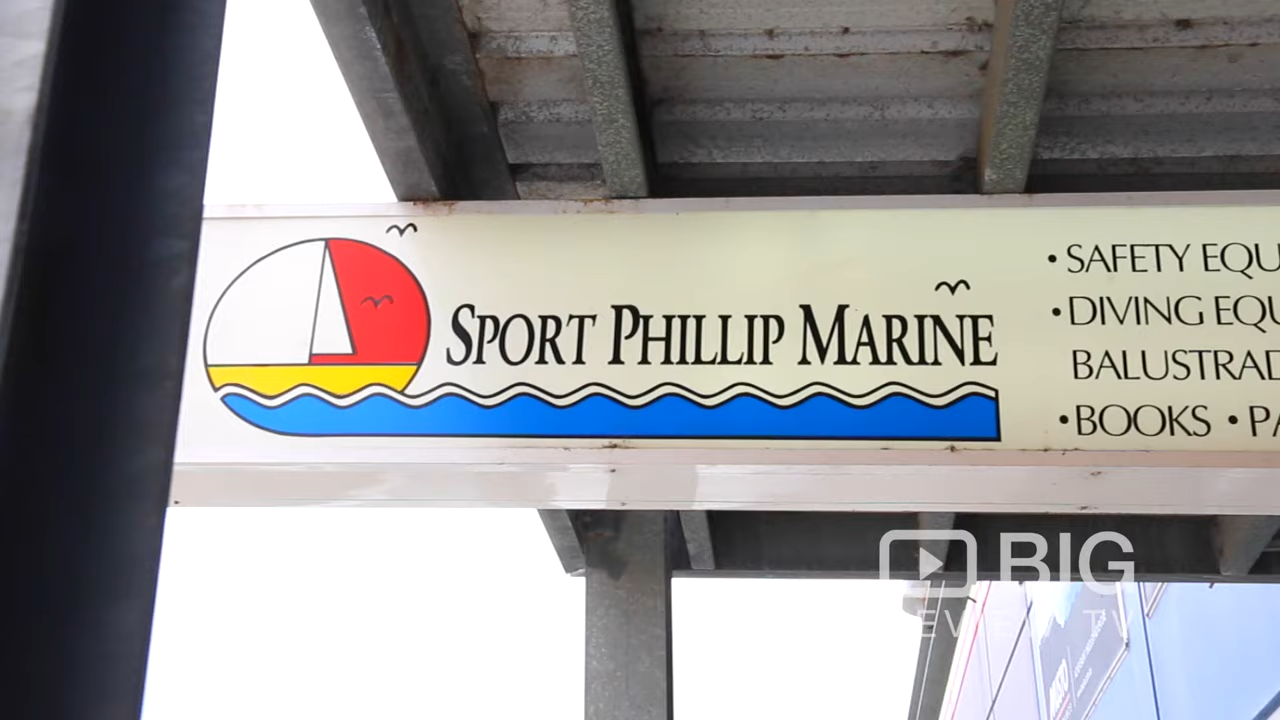 SPORT PHILLIP MARINE
• SAFETY EQU
• DIVING EQU
BALUSTRAD
• BOOKS • PA
BIG